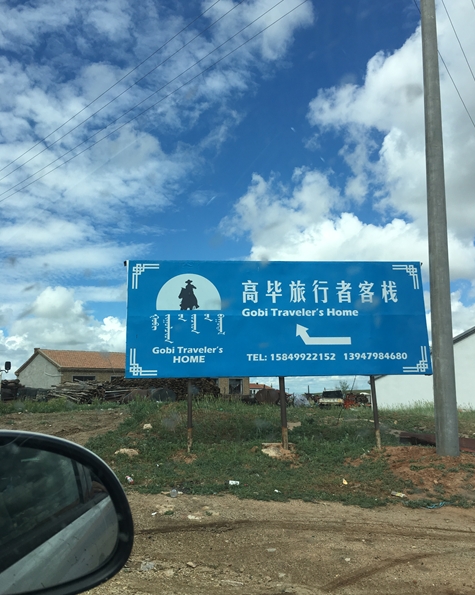 高毕旅行者客栈
Gobi Traveler's Home
Gobi Traveler's
HOME
TEL: 15849922152 13947984680